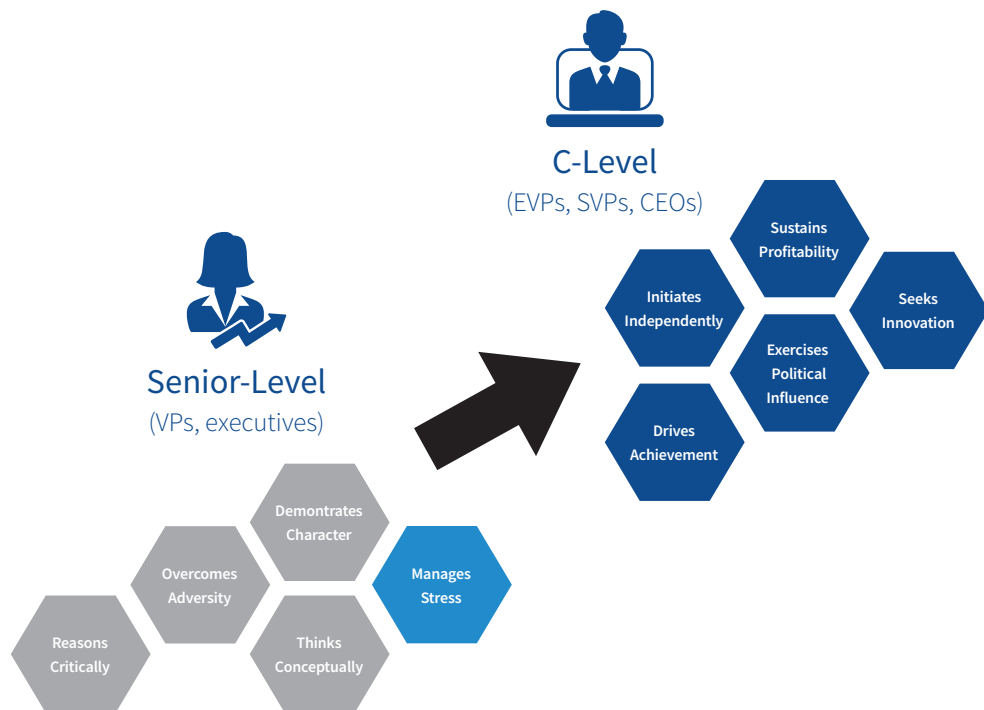 C-Level
(EVPs, SVPs, CEOs)
Sustains
Profitability
Initiates
Independently
Seeks
Innovation
Exercises
Political
Influence
Drives
Achievement
Senior-Level
(VPs, executives)
Demontrates
Character
Overcomes
Adversity
Manages
Stress
Reasons
Critically
Thinks
Conceptually